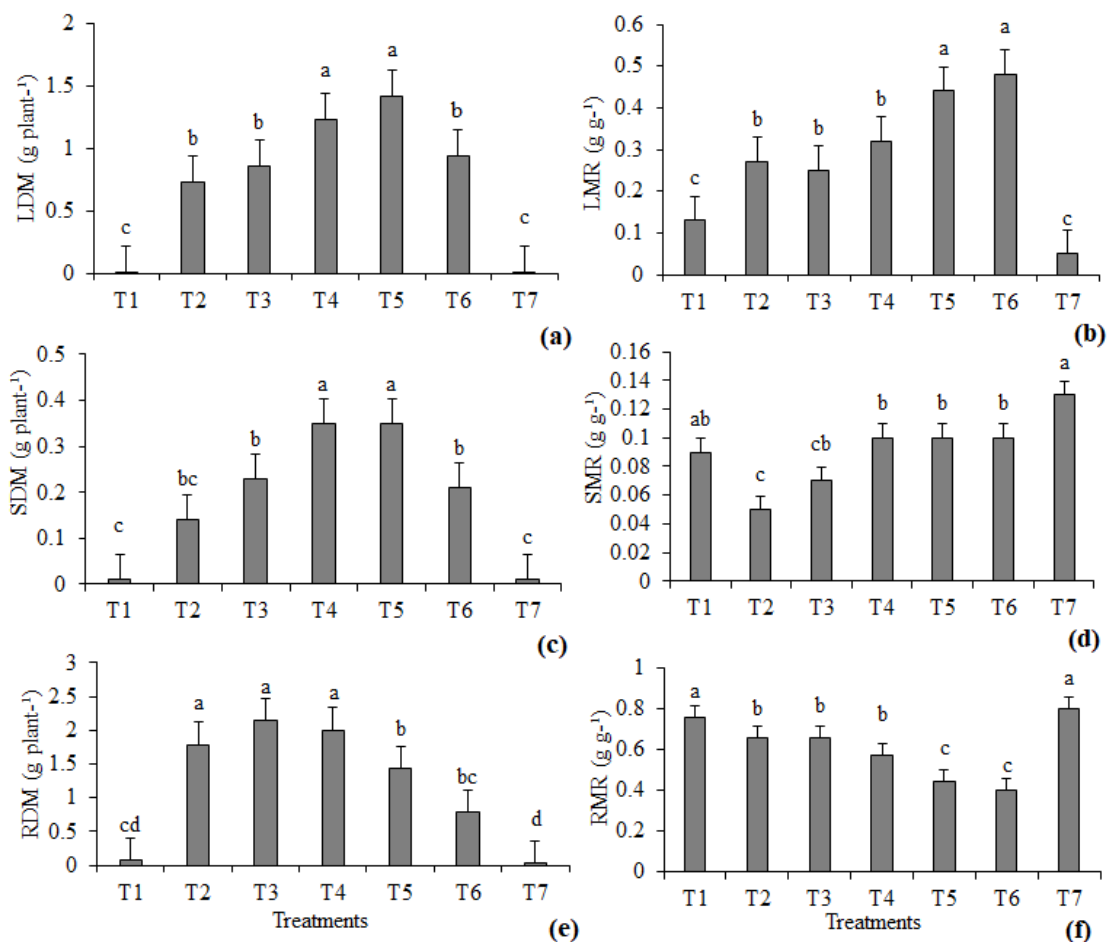 LDM (g plant-¹)
2
1.5
1
0.5
0
c
b
b
a
a
b
c
T1 T2 T3 T4 T5 T6 T7
(a)
LMR (g g-¹)
0.6
0.5
0.4
0.3
0.2
0.1
0
c
b
b
b
a
a
c
T1 T2 T3 T4 T5 T6 T7
(b)
SDM (g plant-¹)
0.5
0.4
0.3
0.2
0.1
0
c
bc
b
a
a
b
c
T1 T2 T3 T4 T5 T6 T7
(c)
SMR (g g-¹)
0.16
0.14
0.12
0.1
0.08
0.06
0.04
0.02
0
ab
c
cb
b
b
b
a
T1 T2 T3 T4 T5 T6 T7
(d)
RDM (g plant-¹)
3
2.5
2
1.5
1
0.5
0
cd
a
a
a
b
bc
d
T1 T2 T3 T4 T5 T6 T7
Treatments
(e)
RMR (g g-¹)
1
0.8
0.6
0.4
0.2
0
a
b
b
b
c
c
a
T1 T2 T3 T4 T5 T6 T7
Treatments
(f)